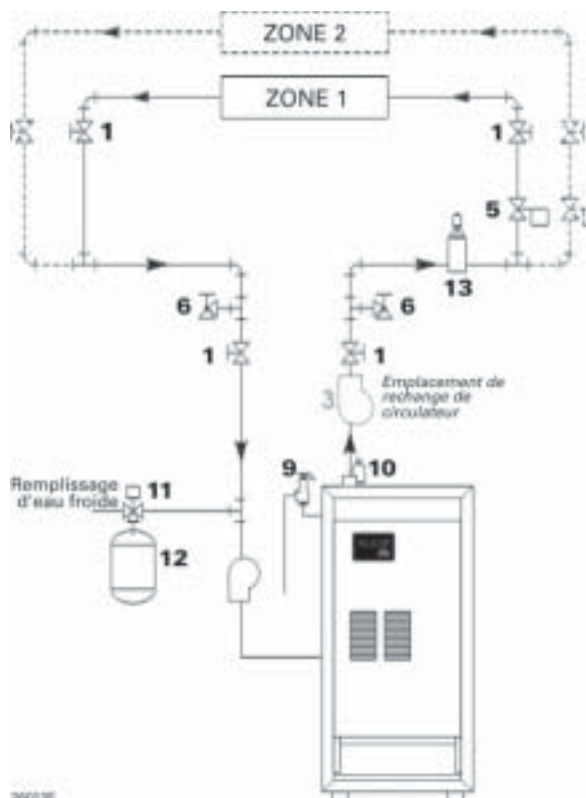 ZONE 2
ZONE 1
1
1
5
13
6
6
1
1
Emplacement de
rechange de
circulateur
9
10
Remplissage
d'eau froide
11
12